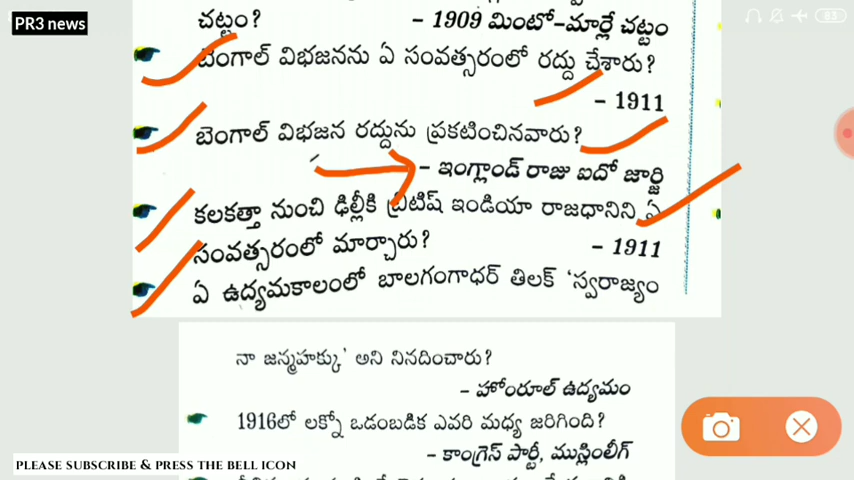 PR3 news
83
చట్టం?
– 1909 మింటో–మార్లే చట్టం
బెంగాల్ విభజనను ఏ సంవత్సరంలో రద్దు చేశారు?
– 1911
బెంగాల్ విభజన రద్దును ప్రకటించినవారు?
– ఇంగ్లాండ్ రాజు ఐదో జార్జి
కలకత్తా నుంచి ఢిల్లీకి బ్రిటిష్ ఇండియా రాజధానిని ఏ
సంవత్సరంలో మార్చారు?
– 1911
ఏ ఉద్యమకాలంలో బాలగంగాధర్ తిలక్ 'స్వరాజ్యం
నా జన్మహక్కు' అని నినదించారు?
– హోంరూల్ ఉద్యమం
1916లో లక్నో ఒడంబడిక ఎవరి మధ్య జరిగింది?
– కాంగ్రెస్ పార్టీ, ముస్లింలీగ్
PLEASE SUBSCRIBE & PRESS THE BELL ICON